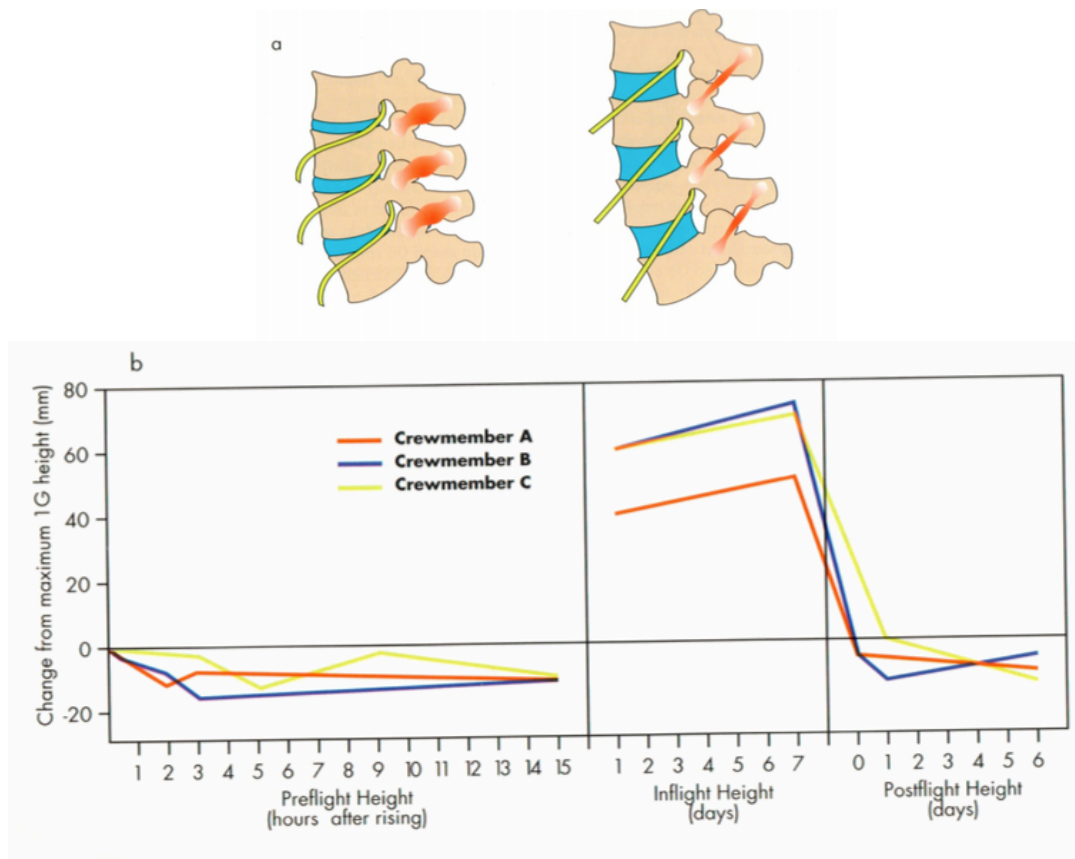 a
b
Change from maximum 1G height (mm)
80
60
40
20
0
-20
Crewmember A
Crewmember B
Crewmember C
1 2 3 4 5 6 7 8 9 10 11 12 13 14 15
Preflight Height
(hours after rising)
1 2 3 4 5 6 7
Inflight Height
(days)
0 1 2 3 4 5 6
Postflight Height
(days)